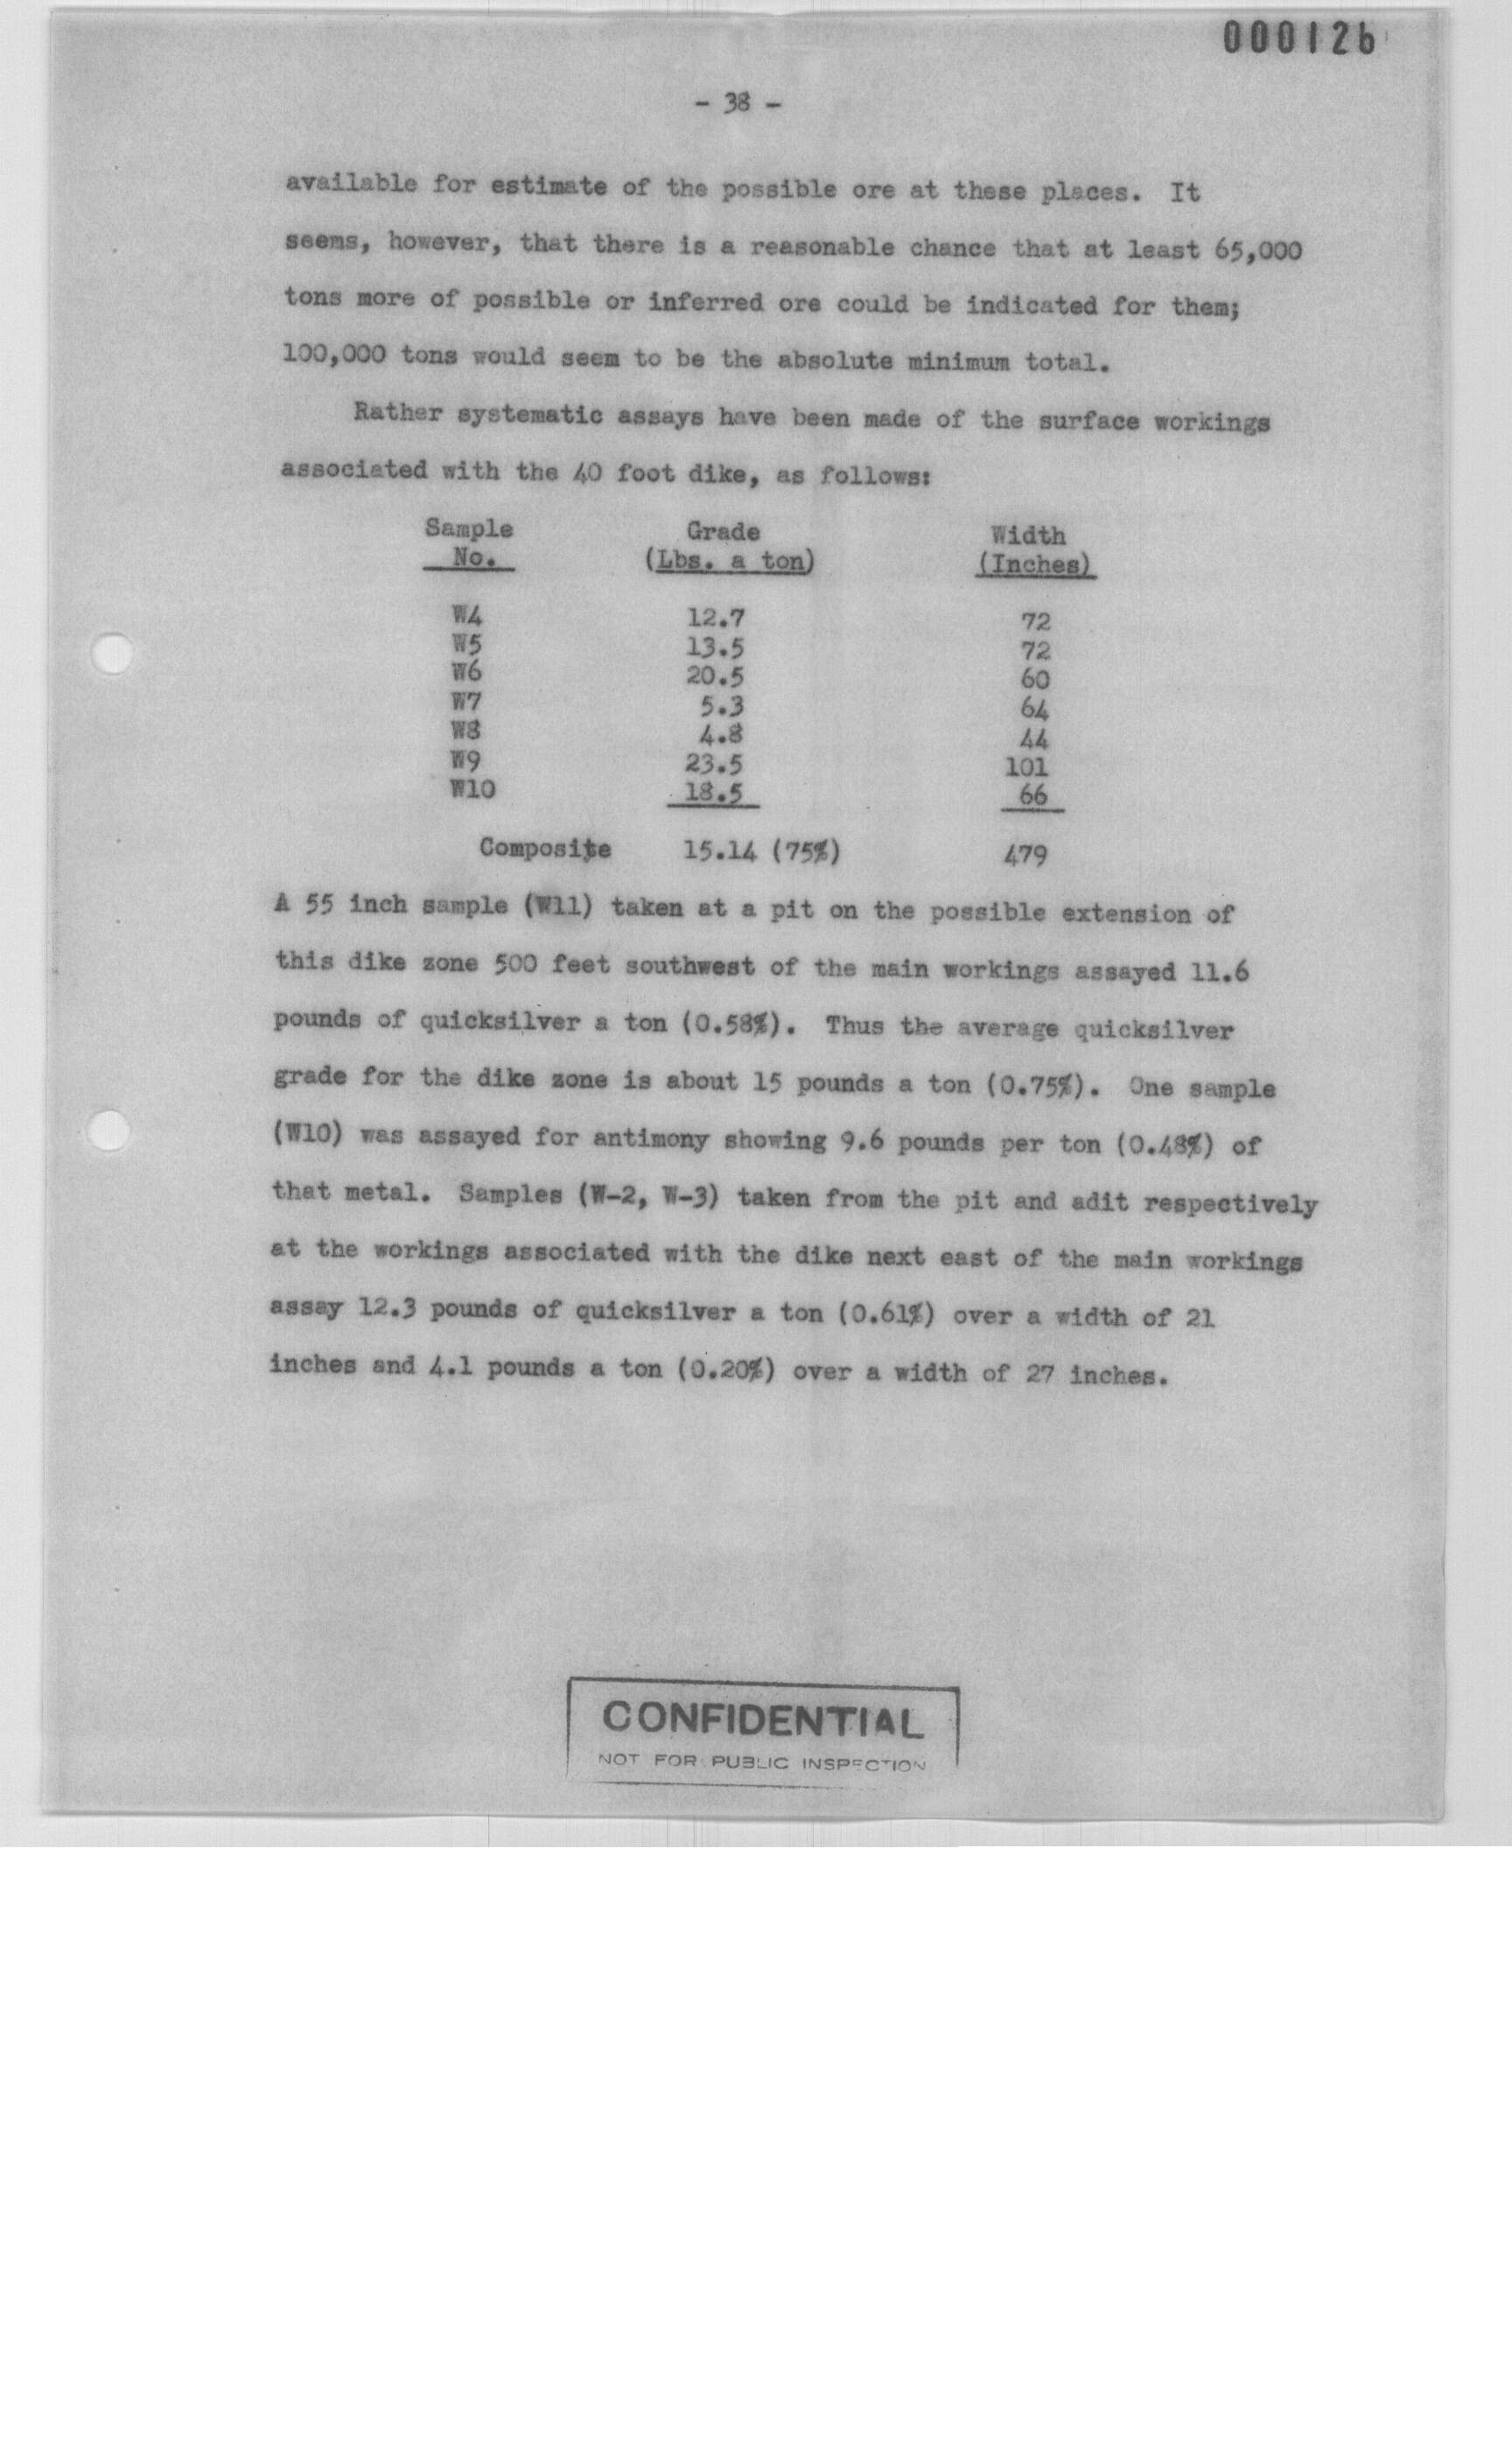 000126
- 38 -
available for estimate of the possible ore at these places. It
seems, however, that there is a reasonable chance that at least 65,000
tons more of possible or inferred ore could be indicated for them;
100,000 tons would seem to be the absolute minimum total.
Rather systematic assays have been made of the surface workings
associated with the 40 foot dike, as follows:
Sample Grade Width
No. (Lbs. a ton) (Inches)
W4 12.7 72
W5 13.5 72
W6 20.5 60
W7 5.3 64
W8 4.8 44
W9 23.5 101
W10 18.5 66
Composite 15.14 (75%) 479
A 55 inch sample (W11) taken at a pit on the possible extension of
this dike zone 500 feet southwest of the main workings assayed 11.6
pounds of quicksilver a ton (0.58%). Thus the average quicksilver
grade for the dike zone is about 15 pounds a ton (0.75%). One sample
(W10) was assayed for antimony showing 9.6 pounds per ton (0.48%) of
that metal. Samples (W-2, W-3) taken from the pit and adit respectively
at the workings associated with the dike next east of the main workings
assay 12.3 pounds of quicksilver a ton (0.61%) over a width of 21
inches and 4.1 pounds a ton (0.20%) over a width of 27 inches.
CONFIDENTIAL
NOT FOR PUBLIC INSPECTION